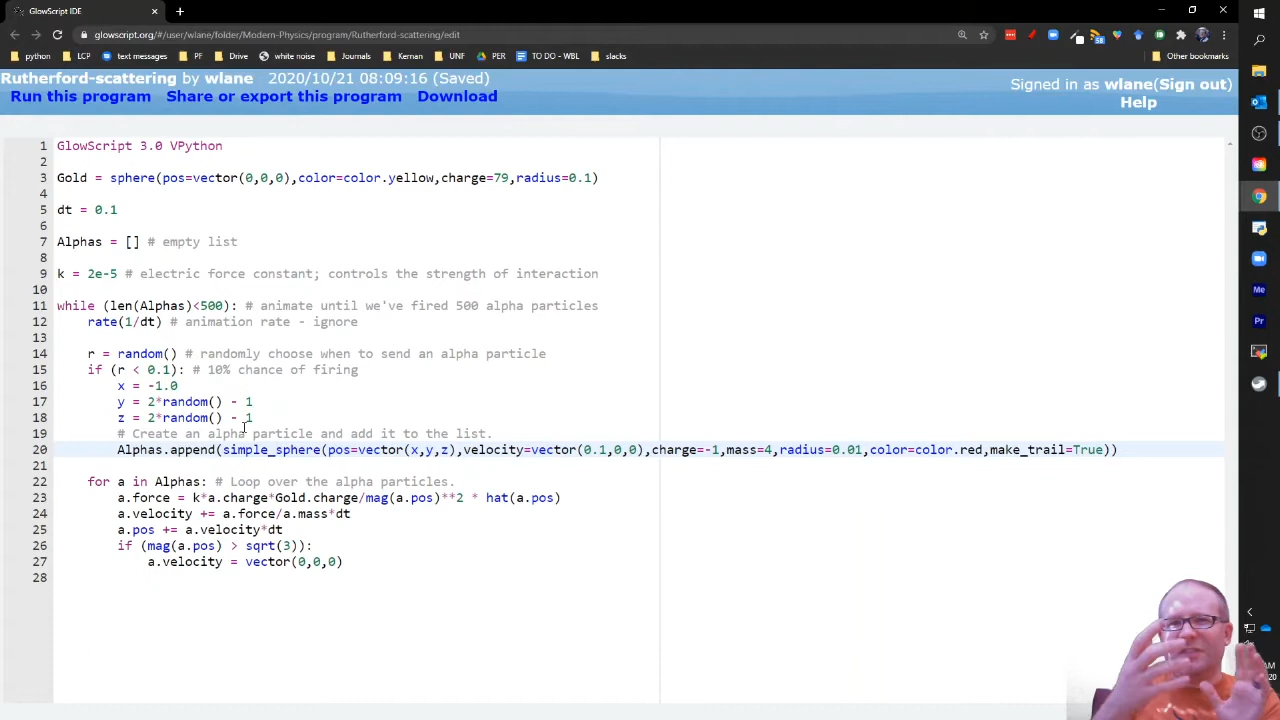 GlowScript IDE
glowscript.org/#/user/wlane/folder/Modern-Physics/program/Rutherford-scattering/edit
58
python LCP text messages PF Drive white noise Journals Kernan UNF PER TO DO - WBL slacks Other bookmarks
Rutherford-scattering by wlane 2020/10/21 08:09:16 (Saved)
Signed in as wlane(Sign out)
Run this program Share or export this program Download
Help
1 GlowScript 3.0 VPython
2
3 Gold = sphere(pos=vector(0,0,0),color=color.yellow,charge=79,radius=0.1)
4
5 dt = 0.1
6
7 Alphas = [] # empty list
8
9 k = 2e-5 # electric force constant; controls the strength of interaction
10
11 while (len(Alphas)<500): # animate until we've fired 500 alpha particles
12 rate(1/dt) # animation rate - ignore
13
14 r = random() # randomly choose when to send an alpha particle
15 if (r < 0.1): # 10% chance of firing
16 x = -1.0
17 y = 2*random() - 1
18 z = 2*random() - 1
19 # Create an alpha particle and add it to the list.
20 Alphas.append(simple_sphere(pos=vector(x,y,z),velocity=vector(0.1,0,0),charge=-1,mass=4,radius=0.01,color=color.red,make_trail=True))
21
22 for a in Alphas: # Loop over the alpha particles.
23 a.force = k*a.charge*Gold.charge/mag(a.pos)**2 * hat(a.pos)
24 a.velocity += a.force/a.mass*dt
25 a.pos += a.velocity*dt
26 if (mag(a.pos) > sqrt(3)):
27 a.velocity = vector(0,0,0)
28
Me
Pr